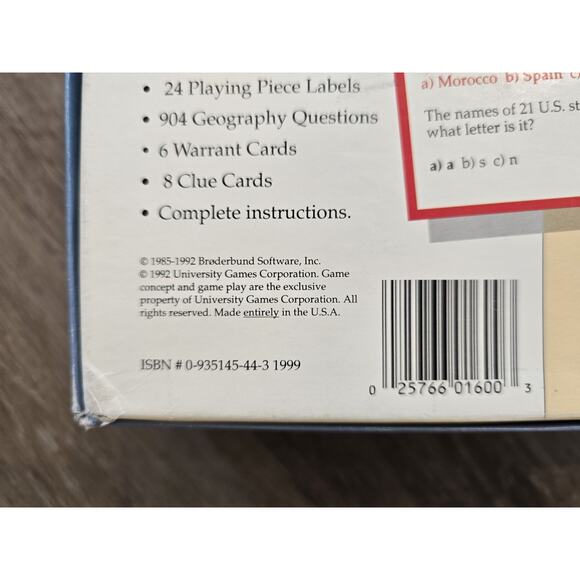 • 24 Playing Piece Labels
• 904 Geography Questions
• 6 Warrant Cards
• 8 Clue Cards
• Complete instructions.
© 1985-1992 Brøderbund Software, Inc.
© 1992 University Games Corporation. Game
concept and game play are the exclusive
property of University Games Corporation. All
rights reserved. Made entirely in the U.S.A.
ISBN # 0-935145-44-3 1999
a) Morocco b) Spain
The names of 21 U.S. st
what letter is it?
a) a b) s c) n
0 25766 01600 3